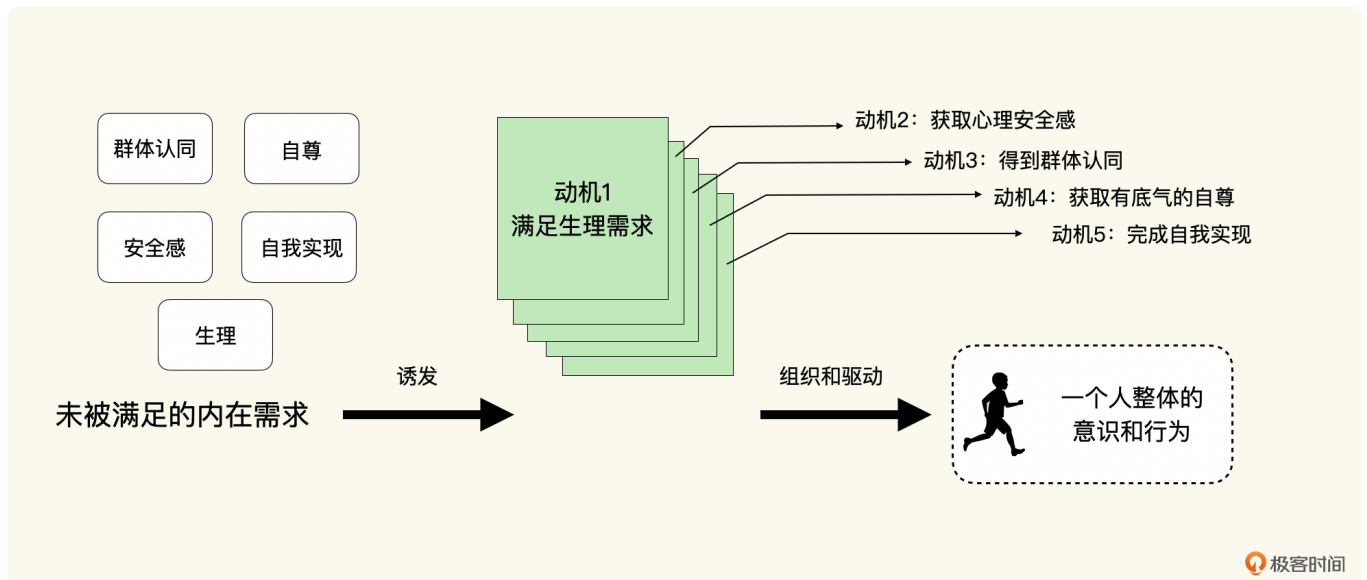 群体认同
自尊
安全感
自我实现
生理
未被满足的内在需求
诱发
动机1
满足生理需求
动机2：获取心理安全感
动机3：得到群体认同
动机4：获取有底气的自尊
动机5：完成自我实现
组织和驱动
一个人整体的
意识和行为
极客时间